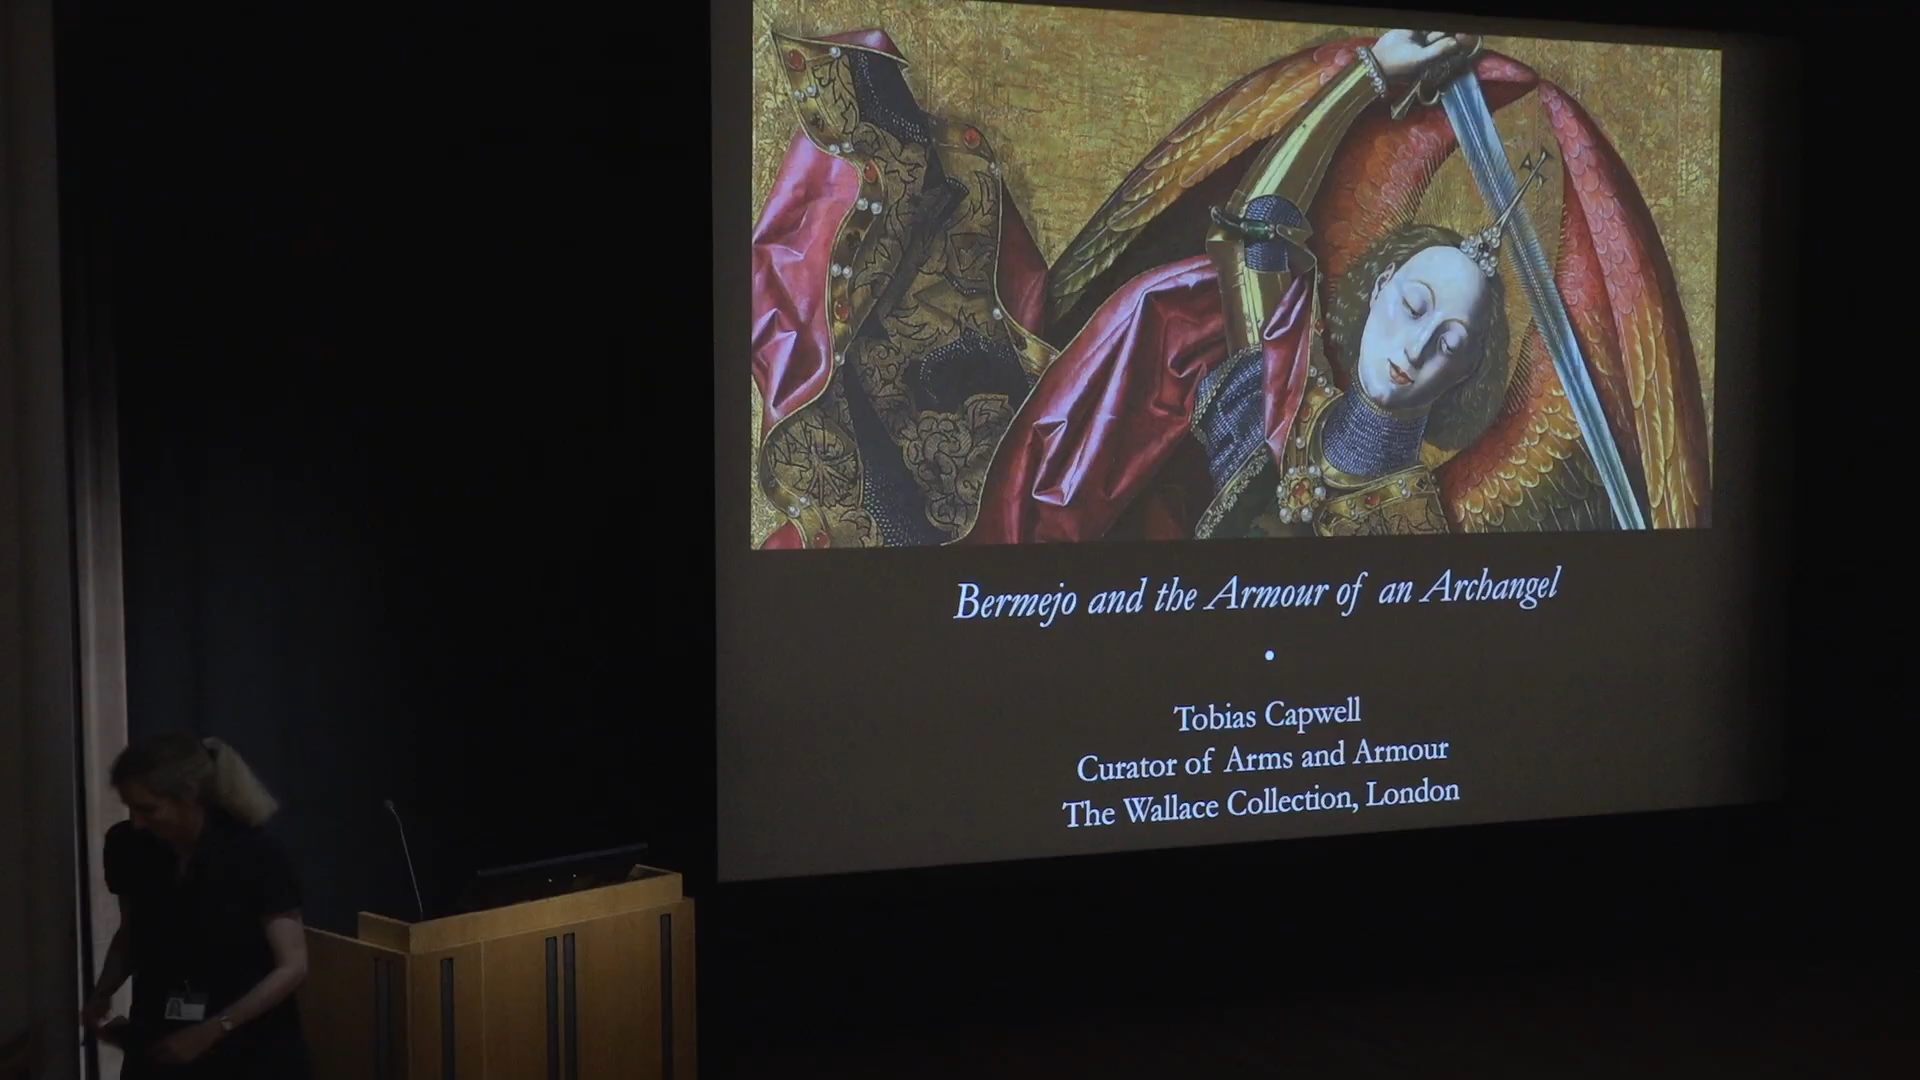 Bermejo and the Armour of an Archangel
•
Tobias Capwell
Curator of Arms and Armour
The Wallace Collection, London